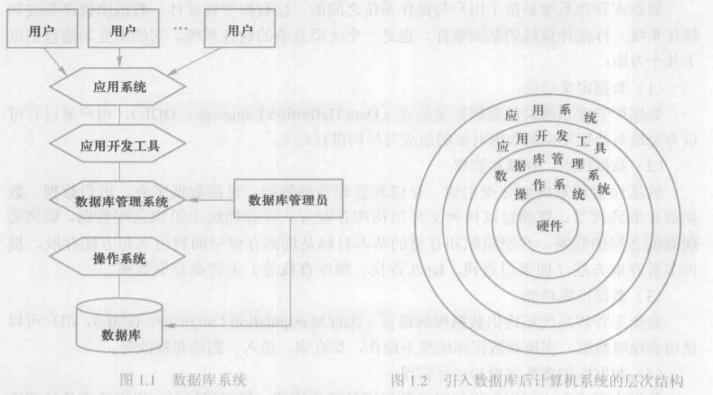 用户
用户
…
用户
应用系统
应用开发工具
数据库管理系统
数据库管理员
操作系统
数据库
图 1.1 数据库系统
应用系统
应用开发工具
数据库管理系统
操作系统
硬件
图 1.2 引入数据库后计算机系统的层次结构